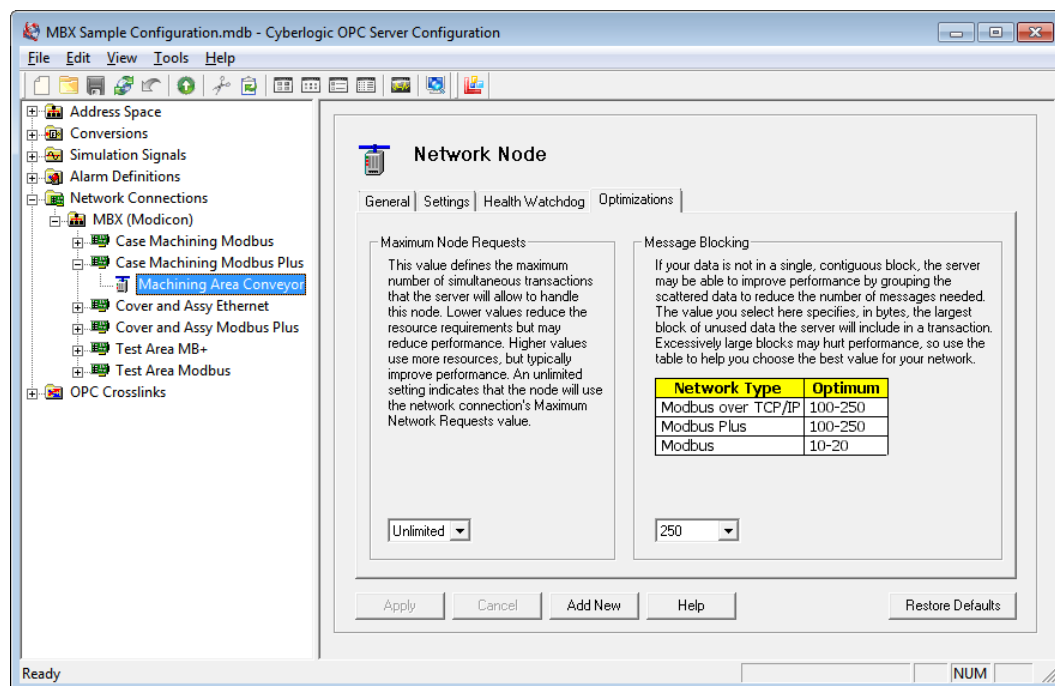 MBX Sample Configuration.mdb - Cyberlogic OPC Server Configuration
File Edit View Tools Help
Address Space
Conversions
Simulation Signals
Alarm Definitions
Network Connections
MBX (Modicon)
Case Machining Modbus
Case Machining Modbus Plus
Machining Area Conveyor
Cover and Assy Ethernet
Cover and Assy Modbus Plus
Test Area MB+
Test Area Modbus
OPC Crosslinks
Network Node
General Settings Health Watchdog Optimizations
Maximum Node Requests
This value defines the maximum
number of simultaneous transactions
that the server will allow to handle
this node. Lower values reduce the
resource requirements but may
reduce performance. Higher values
use more resources, but typically
improve performance. An unlimited
setting indicates that the node will use
the network connection's Maximum
Network Requests value.
Unlimited
Message Blocking
If your data is not in a single, contiguous block, the server
may be able to improve performance by grouping the
scattered data to reduce the number of messages needed.
The value you select here specifies, in bytes, the largest
block of unused data the server will include in a transaction.
Excessively large blocks may hurt performance, so use the
table to help you choose the best value for your network.
Network Type Optimum
Modbus over TCP/IP 100-250
Modbus Plus 100-250
Modbus 10-20
250
Apply Cancel Add New Help Restore Defaults
Ready NUM